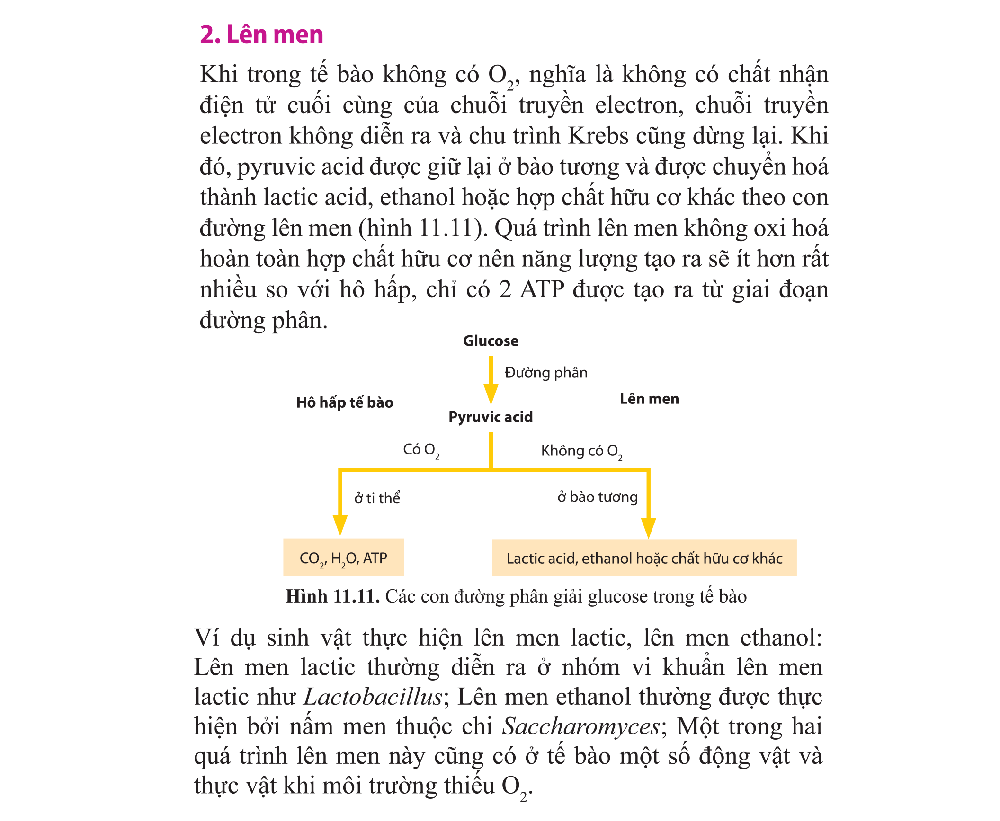 2. Lên men
Khi trong tế bào không có O₂, nghĩa là không có chất nhận
điện tử cuối cùng của chuỗi truyền electron, chuỗi truyền
electron không diễn ra và chu trình Krebs cũng dừng lại. Khi
đó, pyruvic acid được giữ lại ở bào tương và được chuyển hoá
thành lactic acid, ethanol hoặc hợp chất hữu cơ khác theo con
đường lên men (hình 11.11). Quá trình lên men không oxi hoá
hoàn toàn hợp chất hữu cơ nên năng lượng tạo ra sẽ ít hơn rất
nhiều so với hô hấp, chỉ có 2 ATP được tạo ra từ giai đoạn
đường phân.
Glucose
Đường phân
Hô hấp tế bào
Lên men
Pyruvic acid
Có O₂
Không có O₂
ở ti thể
ở bào tương
CO₂, H₂O, ATP
Lactic acid, ethanol hoặc chất hữu cơ khác
Hình 11.11. Các con đường phân giải glucose trong tế bào
Ví dụ sinh vật thực hiện lên men lactic, lên men ethanol:
Lên men lactic thường diễn ra ở nhóm vi khuẩn lên men
lactic như Lactobacillus; Lên men ethanol thường được thực
hiện bởi nấm men thuộc chi Saccharomyces; Một trong hai
quá trình lên men này cũng có ở tế bào một số động vật và
thực vật khi môi trường thiếu O₂.